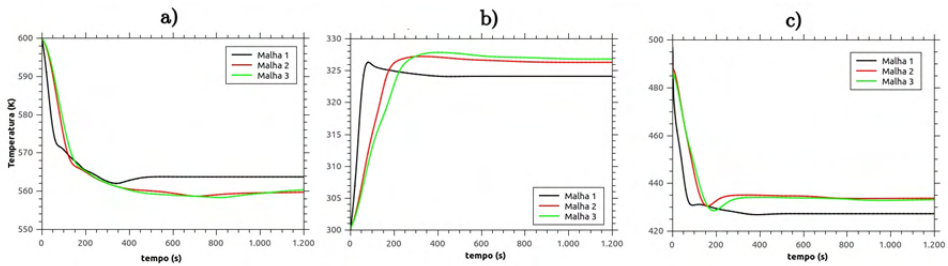 a)
b)
c)
Temperatura (K)
600
590
580
570
560
550
Malha 1
Malha 2
Malha 3
0
200
400
600
800
1.000
1.200
tempo (s)
330
325
320
315
310
305
300
Malha 1
Malha 2
Malha 3
0
200
400
600
800
1.000
1.200
tempo (s)
500
480
460
440
420
Malha 1
Malha 2
Malha 3
0
200
400
600
800
1.000
1.200
tempo (s)